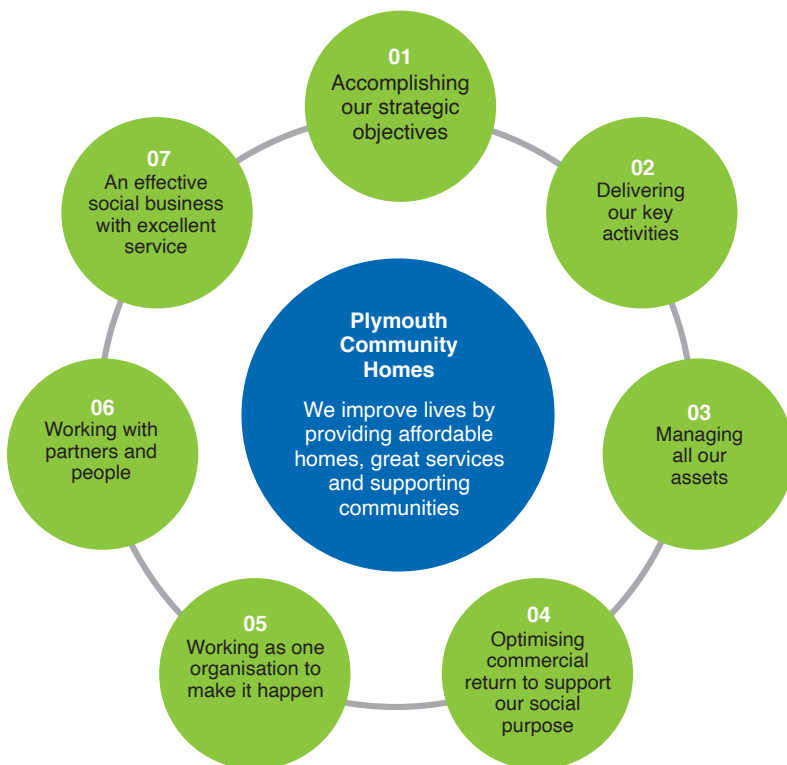 01
Accomplishing
our strategic
objectives
02
Delivering
our key
activities
03
Managing
all our
assets
04
Optimising
commercial
return to support
our social
purpose
05
Working as one
organisation to
make it happen
06
Working with
partners and
people
07
An effective
social business
with excellent
service
Plymouth
Community
Homes
We improve lives by
providing affordable
homes, great services
and supporting
communities